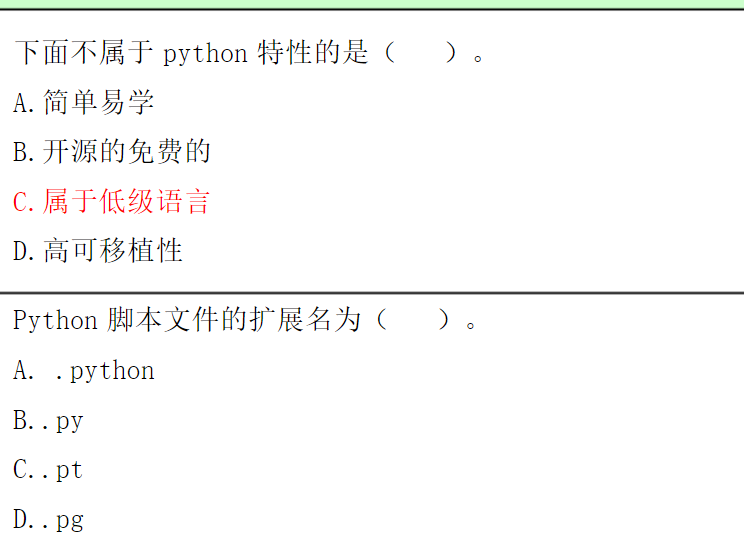 下面不属于 python 特性的是（   ）。
A.简单易学
B.开源的免费的
C.属于低级语言
D.高可移植性
Python 脚本文件的扩展名为（   ）。
A. .python
B..py
C..pt
D..pg